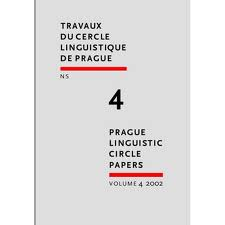 TRAVAUX
DU CERCLE
LINGUISTIQUE
DE PRAGUE
NS
4
PRAGUE
LINGUISTIC
CIRCLE
PAPERS
VOLUME 4 2002